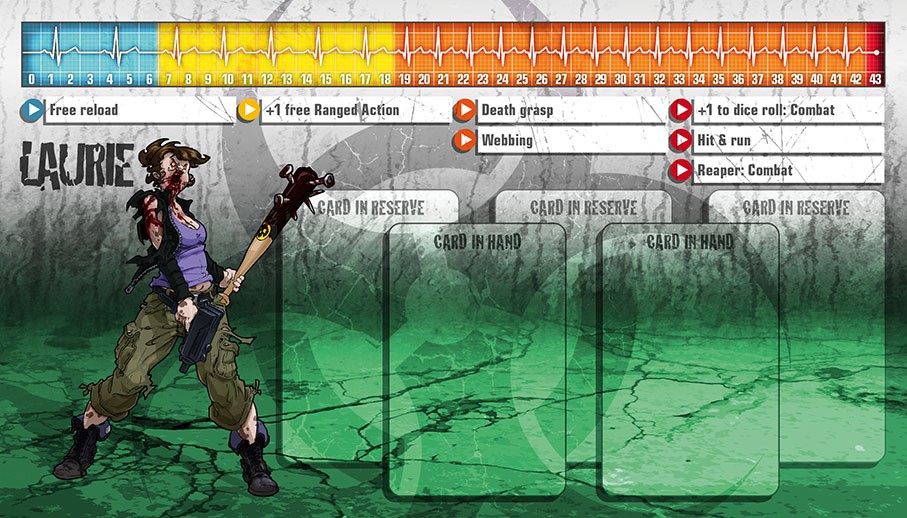 0 1 2 3 4 5 6 7 8 9 10 11 12 13 14 15 16 17 18 19 20 21 22 23 24 25 26 27 28 29 30 31 32 33 34 35 36 37 38 39 40 41 42 43
Free reload
+1 free Ranged Action
Death grasp
+1 to dice roll: Combat
Webbing
Hit & run
Reaper: Combat
LAURIE
CARD IN RESERVE
CARD IN RESERVE
CARD IN RESERVE
CARD IN HAND
CARD IN HAND